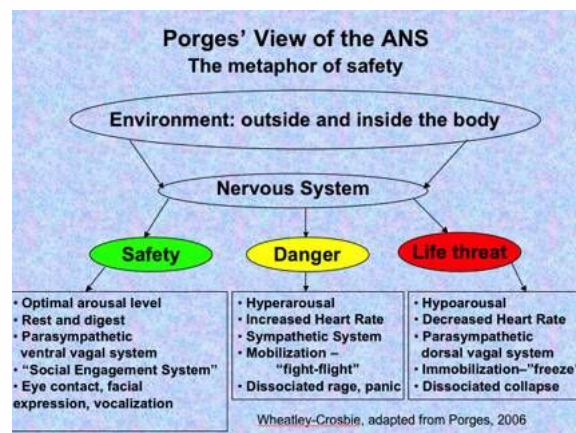 Porges' View of the ANS
The metaphor of safety
Environment: outside and inside the body
Nervous System
Safety
Danger
Life threat
• Optimal arousal level
• Rest and digest
• Parasympathetic
ventral vagal system
• "Social Engagement System"
• Eye contact, facial
expression, vocalization
• Hyperarousal
• Increased Heart Rate
• Sympathetic System
• Mobilization –
"fight-flight"
• Dissociated rage, panic
• Hypoarousal
• Decreased Heart Rate
• Parasympathetic
dorsal vagal system
• Immobilization–"freeze"
• Dissociated collapse
Wheatley-Crosbie, adapted from Porges, 2006